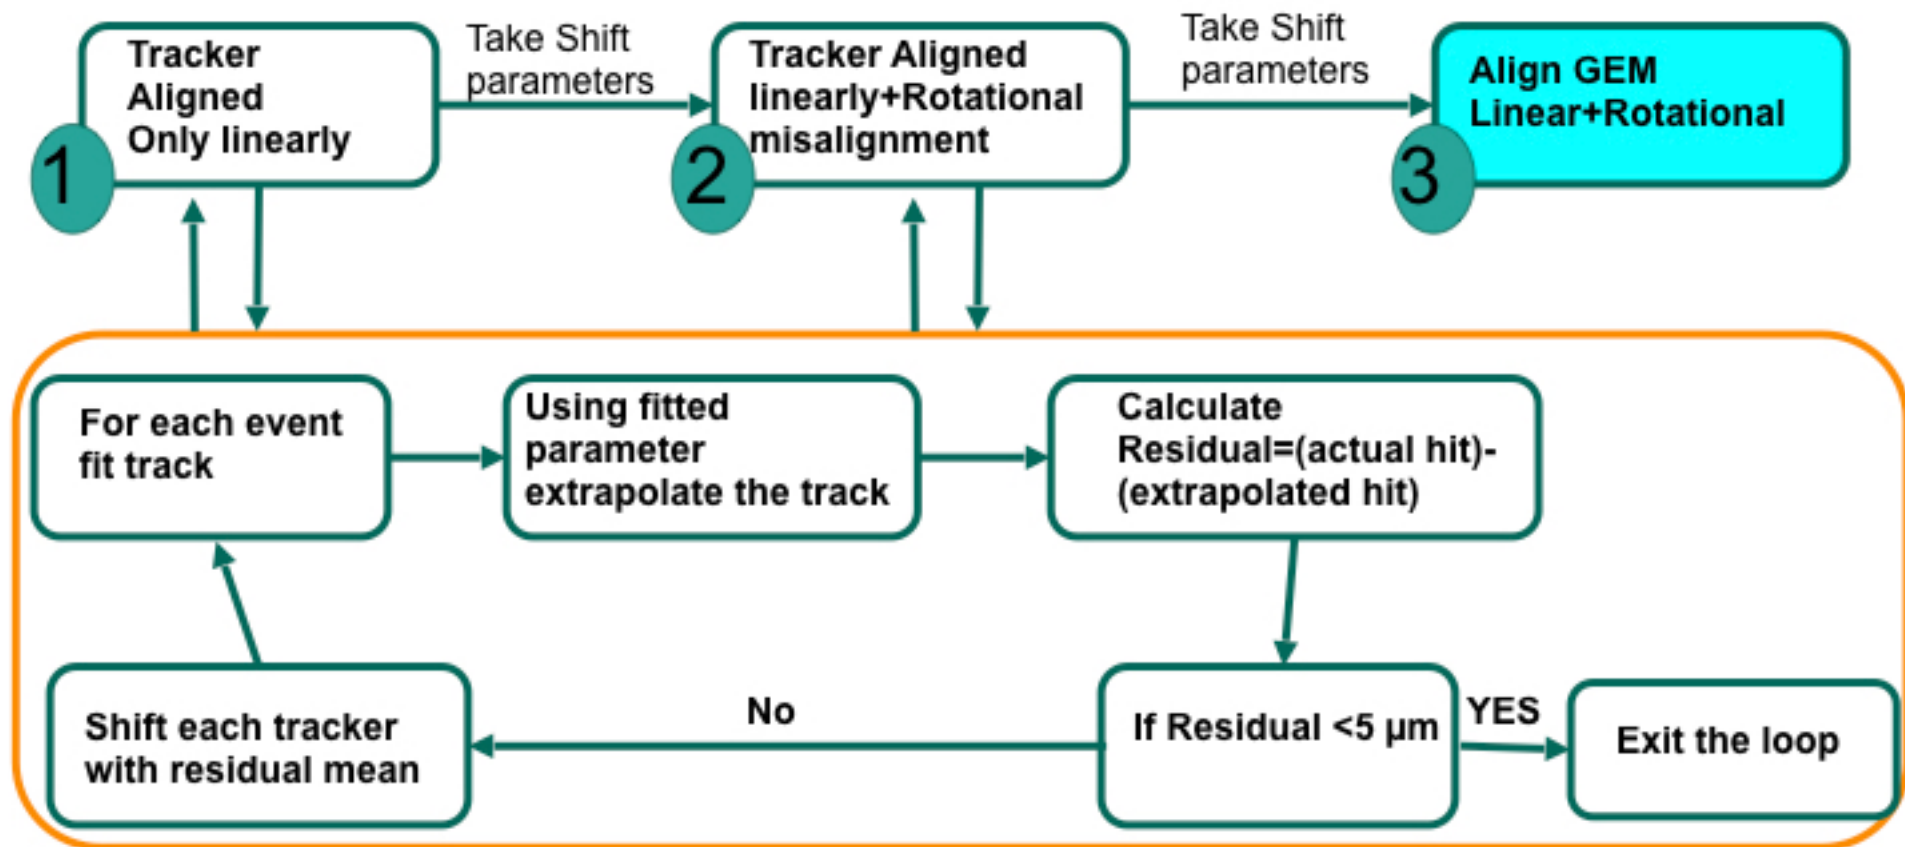 Tracker
Aligned
Only linearly
1
Take Shift
parameters
Tracker Aligned
linearly+Rotational
misalignment
2
Take Shift
parameters
Align GEM
Linear+Rotational
3
For each event
fit track
Using fitted
parameter
extrapolate the track
Calculate
Residual=(actual hit)-
(extrapolated hit)
Shift each tracker
with residual mean
No
If Residual <5 μm
YES
Exit the loop